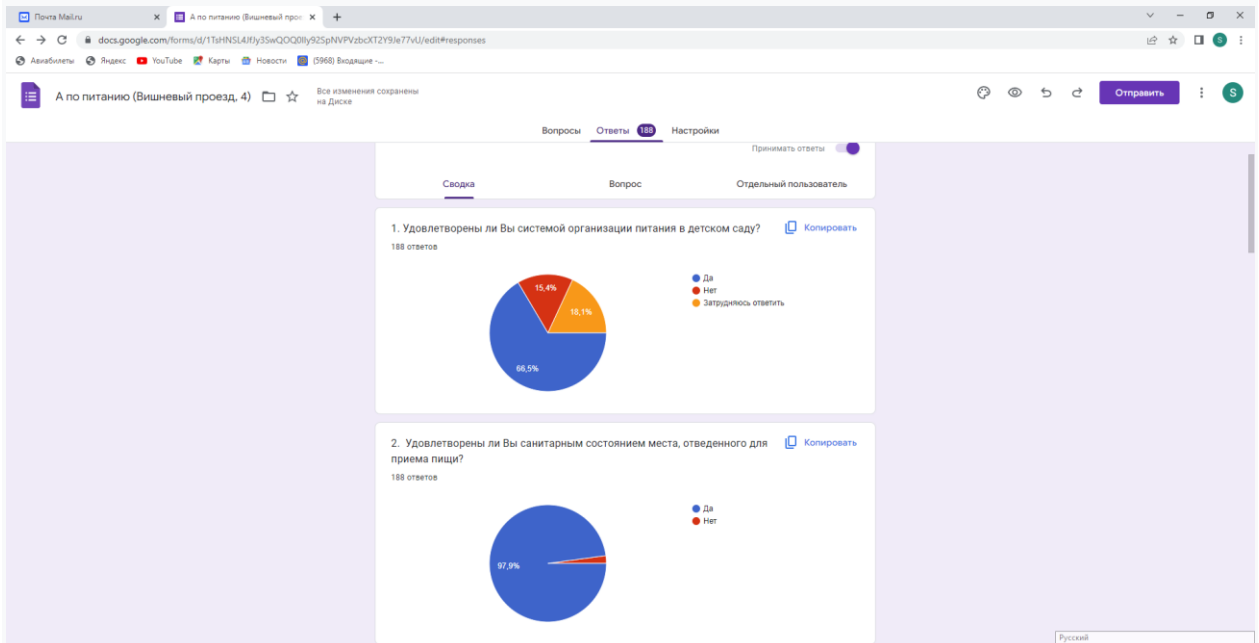 Почта Mail.ru
А по питанию (Вишневый прое
docs.google.com/forms/d/1TsHNSL4JfJy3SwQOQ0lly92SpNVPVzbcXT2Y9Je77vU/edit#responses
Авиабилеты Яндекс YouTube Карты Новости (5968) Входящие -...
А по питанию (Вишневый проезд, 4)
Все изменения сохранены
на Диске
Отправить
S
Вопросы Ответы 188 Настройки
Принимать ответы
Сводка Вопрос Отдельный пользователь
1. Удовлетворены ли Вы системой организации питания в детском саду?
Копировать
188 ответов
15,4%
18,1%
66,5%
Да
Нет
Затрудняюсь ответить
2. Удовлетворены ли Вы санитарным состоянием места, отведенного для
приема пищи?
Копировать
188 ответов
97,9%
Да
Нет
Русский